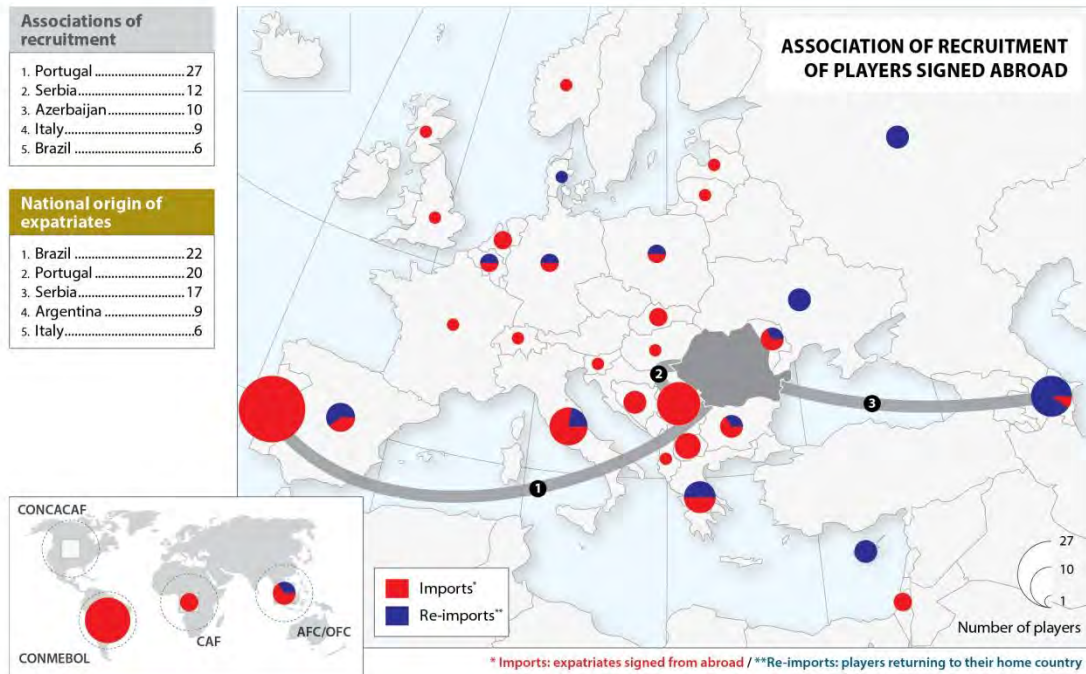 Associations of
recruitment
1. Portugal ........................27
2. Serbia ...........................12
3. Azerbaijan ....................10
4. Italy ................................9
5. Brazil ..............................6
National origin of
expatriates
1. Brazil ............................22
2. Portugal .......................20
3. Serbia...........................17
4. Argentina ......................9
5. Italy ................................6
ASSOCIATION OF RECRUITMENT
OF PLAYERS SIGNED ABROAD
2
3
1
CONCACAF
CAF
AFC/OFC
CONMEBOL
Imports*
Re-imports**
27
10
1
Number of players
* Imports: expatriates signed from abroad / **Re-imports: players returning to their home country